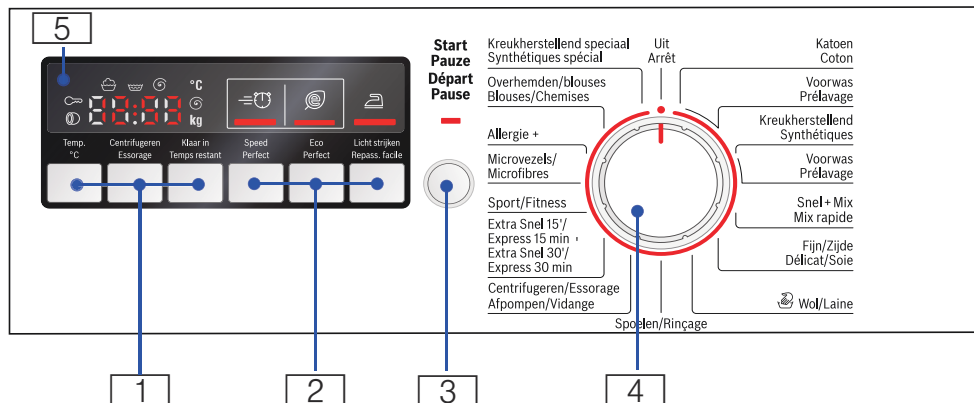 5
°C
88:88
kg
Temp.
°C
Centrifugeren
Essorage
Klaar in
Temps restant
Speed
Perfect
Eco
Perfect
Licht strijken
Repass. facile
Start
Pauze
Départ
Pause
Kreukherstellend speciaal
Synthétiques spécial
Overhemden/blouses
Blouses/Chemises
Allergie +
Microvezels/
Microfibres
Sport/Fitness
Extra Snel 15'/
Express 15 min
Extra Snel 30'/
Express 30 min
Centrifugeren/Essorage
Afpompen/Vidange
Uit
Arrêt
Katoen
Coton
Voorwas
Prélavage
Kreukherstellend
Synthétiques
Voorwas
Prélavage
Snel+Mix
Mix rapide
Fijn/Zijde
Délicat/Soie
Wol/Laine
Spoelen/Rinçage
1
2
3
4